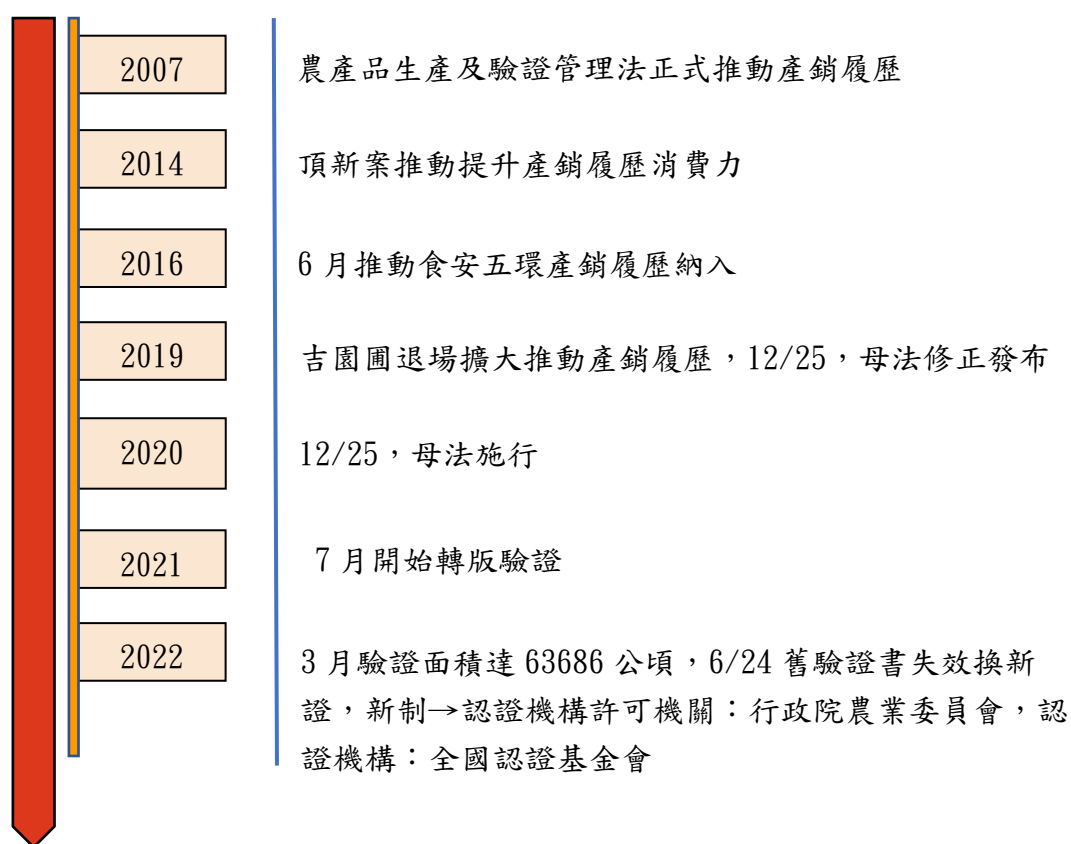 2007 農產品生產及驗證管理法正式推動產銷履歷
2014 頂新案推動提升產銷履歷消費力
2016 6 月推動食安五環產銷履歷納入
2019 吉園圃退場擴大推動產銷履歷，12/25，母法修正發布
2020 12/25，母法施行
2021 7 月開始轉版驗證
2022 3 月驗證面積達 63686 公頃，6/24 舊驗證書失效換新
證，新制→認證機構許可機關：行政院農業委員會，認
證機構：全國認證基金會